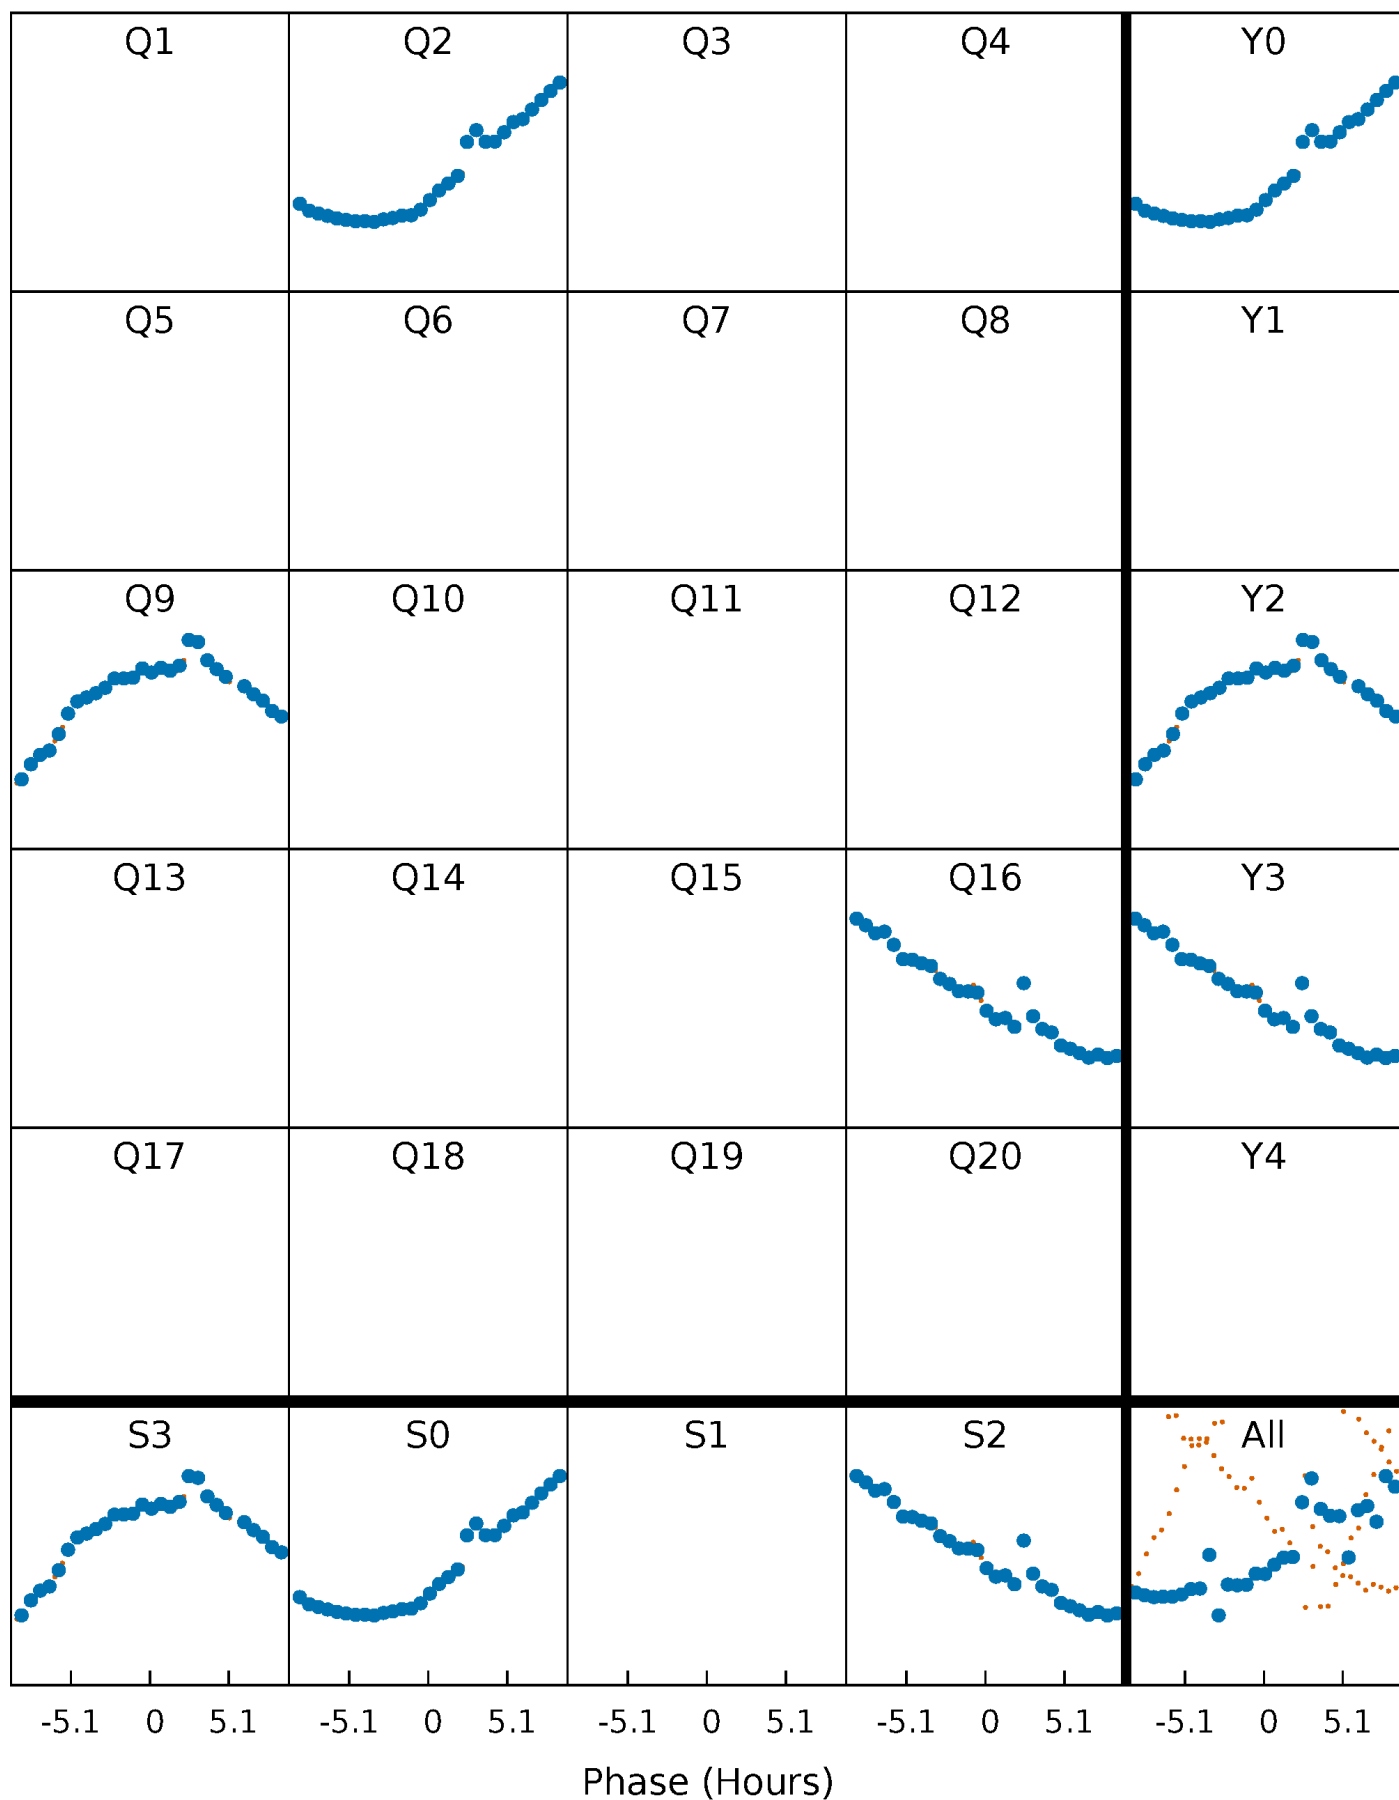 Q1 Q2 Q3 Q4 Y0
Q5 Q6 Q7 Q8 Y1
Q9 Q10 Q11 Q12 Y2
Q13 Q14 Q15 Q16 Y3
Q17 Q18 Q19 Q20 Y4
S3 S0 S1 S2 All
-5.1 0 5.1 -5.1 0 5.1 -5.1 0 5.1 -5.1 0 5.1 -5.1 0 5.1
Phase (Hours)